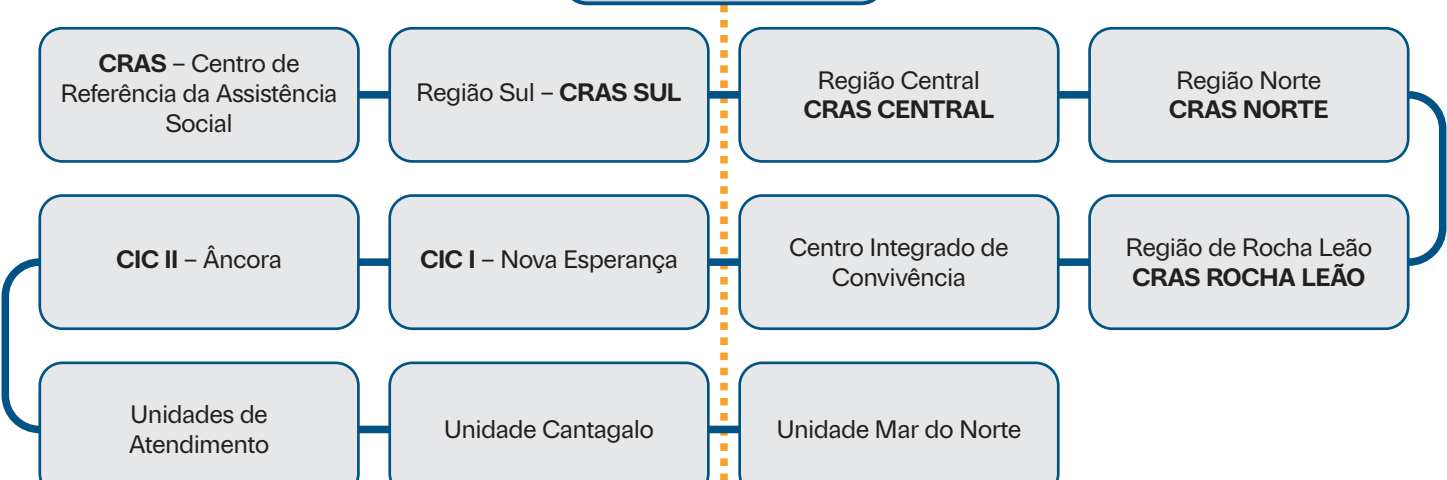 CRAS – Centro de
Referência da Assistência
Social
Região Sul – CRAS SUL
Região Central
CRAS CENTRAL
Região Norte
CRAS NORTE
CIC II – Âncora
CIC I – Nova Esperança
Centro Integrado de
Convivência
Região de Rocha Leão
CRAS ROCHA LEÃO
Unidades de
Atendimento
Unidade Cantagalo
Unidade Mar do Norte